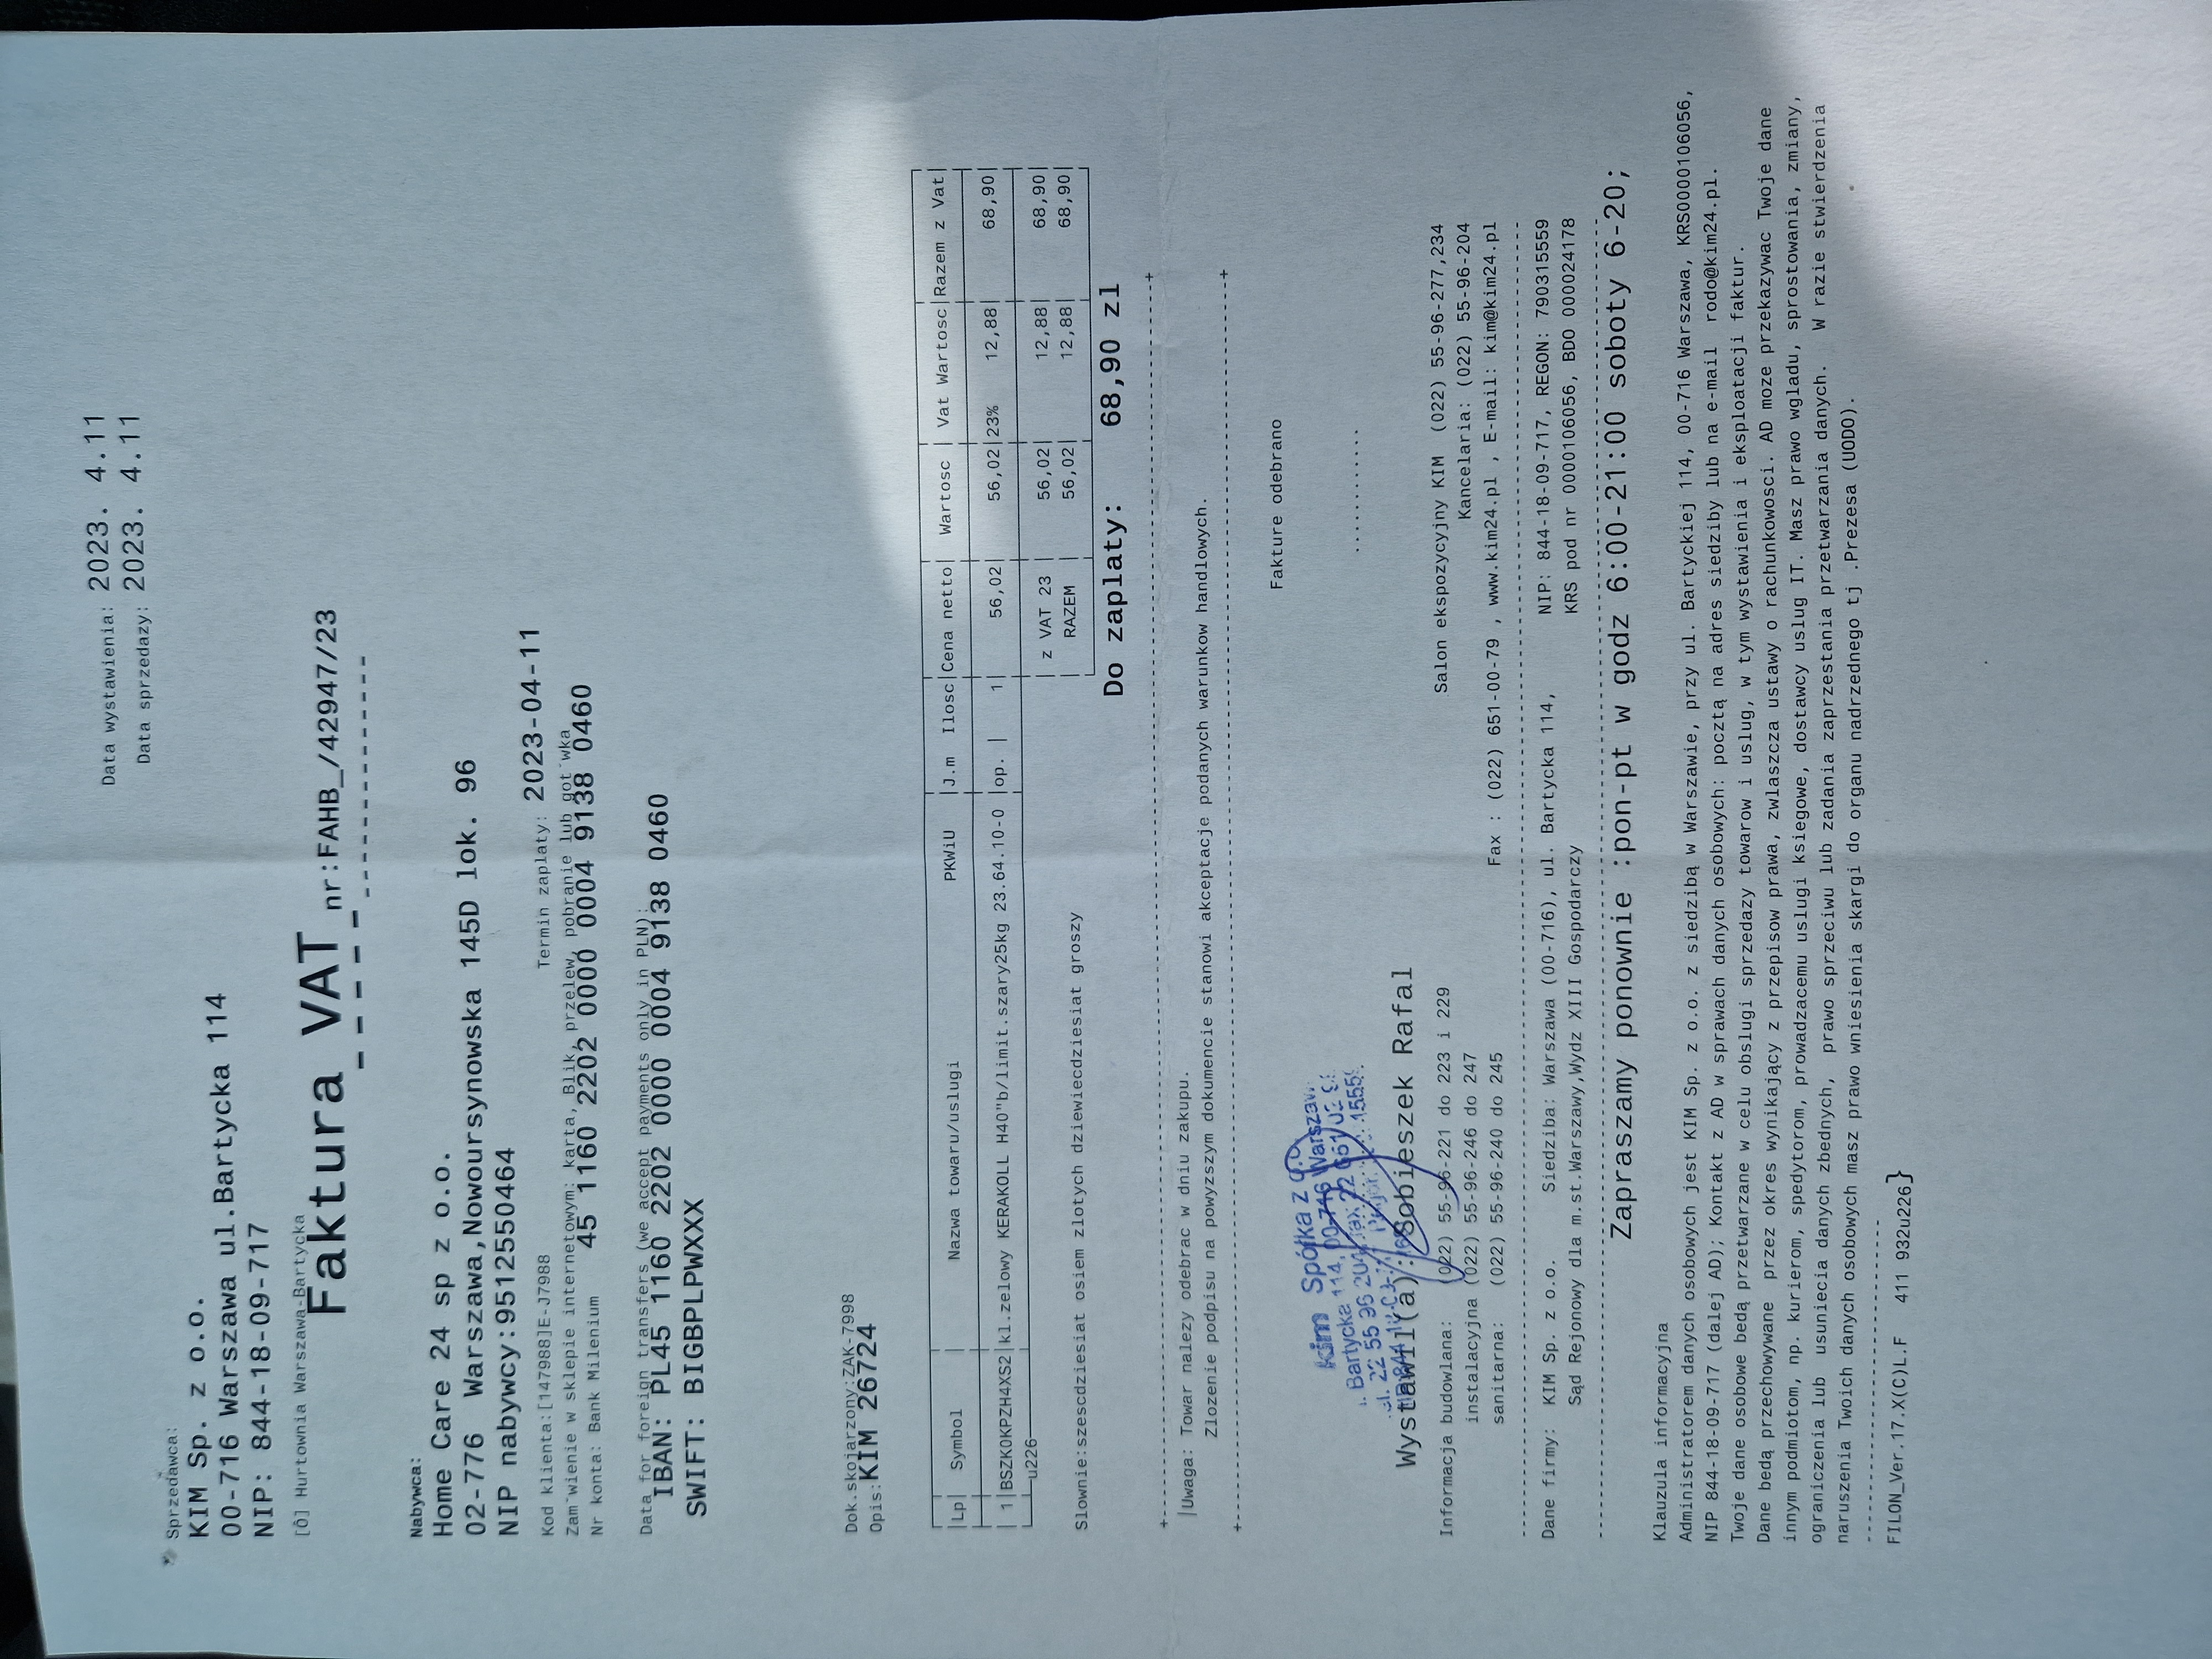 Data wystawienia: 2023. 4.11
Data sprzedazy: 2023. 4.11
Sprzedawca:
KIM Sp. z o.o.
00-716 Warszawa ul.Bartycka 114
NIP: 844-18-09-717
[Ô] Hurtownia Warszawa-Bartycka
Faktura VAT nr:FAHB_/42947/23
Nabywca:
Home Care 24 sp z o.o.
02-776 Warszawa,Nowoursynowska 145D lok. 96
NIP nabywcy:9512550464
Kod klienta:[147988]E-J7988 Termin zaplaty: 2023-04-11
Zam˘wienie w sklepie internetowym: karta, Blik, przelew, pobranie lub got˘wka
Nr konta: Bank Milenium 45 1160 2202 0000 0004 9138 0460
Data for foreign transfers (we accept payments only in PLN):
IBAN: PL45 1160 2202 0000 0004 9138 0460
SWIFT: BIGBPLPWXXX
Dok.skojarzony:ZAK-7998
Opis:KIM 26724
Lp Symbol Nazwa towaru/uslugi PKWiU J.m Ilosc Cena netto Wartosc Vat Wartosc Razem z Vat
1 BSZK0KPZH4XS2 kl.zelowy KERAKOLL H40"b/limit.szary25kg 23.64.10-0 op. 1 56,02 56,02 23% 12,88 68,90
u226
z VAT 23 56,02 12,88 68,90
Slownie:szescdziesiat osiem zlotych dziewiecdziesiat groszy RAZEM 56,02 12,88 68,90
Do zaplaty: 68,90 zl
Uwaga: Towar nalezy odebrac w dniu zakupu.
Zlozenie podpisu na powyzszym dokumencie stanowi akceptacje podanych warunkow handlowych.
Fakture odebrano
kim Spółka z o.o.
Bartycka 114, 00-716 Warszaw
22 55 96 204, fax 22 651
............
Wystawil(a): Sobieszek Rafal
Informacja budowlana: (022) 55-96-221 do 223 i 229 Salon ekspozycyjny KIM (022) 55-96-277,234
instalacyjna (022) 55-96-246 do 247 Kancelaria: (022) 55-96-204
sanitarna: (022) 55-96-240 do 245 Fax : (022) 651-00-79 , www.kim24.pl , E-mail: kim@kim24.pl
Dane firmy: KIM Sp. z o.o. Siedziba: Warszawa (00-716), ul. Bartycka 114, NIP: 844-18-09-717, REGON: 790315559
Sąd Rejonowy dla m.st.Warszawy,Wydz XIII Gospodarczy KRS pod nr 0000106056, BDO 000024178
Zapraszamy ponownie :pon-pt w godz 6:00-21:00 soboty 6-20;
Klauzula informacyjna
Administratorem danych osobowych jest KIM Sp. z o.o. z siedzibą w Warszawie, przy ul. Bartyckiej 114, 00-716 Warszawa, KRS0000106056,
NIP 844-18-09-717 (dalej AD); Kontakt z AD w sprawach danych osobowych: pocztą na adres siedziby lub na e-mail rodo@kim24.pl.
Twoje dane osobowe bedą przetwarzane w celu obslugi sprzedazy towarow i uslug, w tym wystawienia i eksploatacji faktur.
Dane bedą przechowywane przez okres wynikający z przepisow prawa, zwlaszcza ustawy o rachunkowosci. AD moze przekazywac Twoje dane
innym podmiotom, np. kurierom, spedytorom, prowadzacemu uslugi ksiegowe, dostawcy uslug IT. Masz prawo wgladu, sprostowania, zmiany,
ograniczenia lub usuniecia danych zbednych, prawo sprzeciwu lub zadania zaprzestania przetwarzania danych. W razie stwierdzenia
naruszenia Twoich danych osobowych masz prawo wniesienia skargi do organu nadrzednego tj .Prezesa (UODO).
FILON_Ver.17.X(C)L.F 411 932u226}